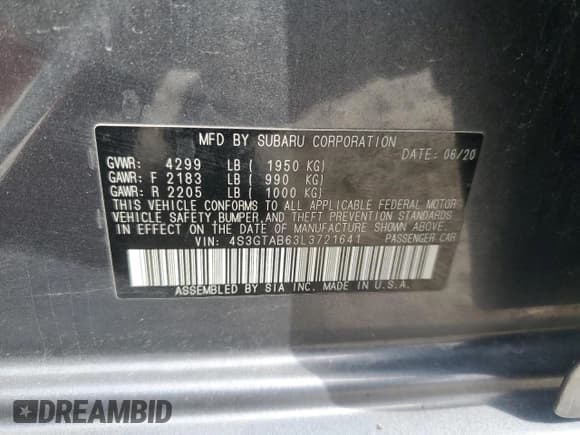 MFD BY SUBARU CORPORATION
GVWR: 4299 LB ( 1950 KG) DATE: 06/20
GAWR: F 2183 LB ( 990 KG)
GAWR: R 2205 LB ( 1000 KG)
THIS VEHICLE CONFORMS TO ALL APPLICABLE FEDERAL MOTOR
VEHICLE SAFETY,BUMPER,AND THEFT PREVENTION STANDARDS
IN EFFECT ON THE DATE OF MANUFACTURE SHOWN ABOVE.
VIN: 4S3GTAB63L3721641 PASSENGER CAR
ASSEMBLED BY SIA INC. MADE IN U.S.A.
DREAMBID